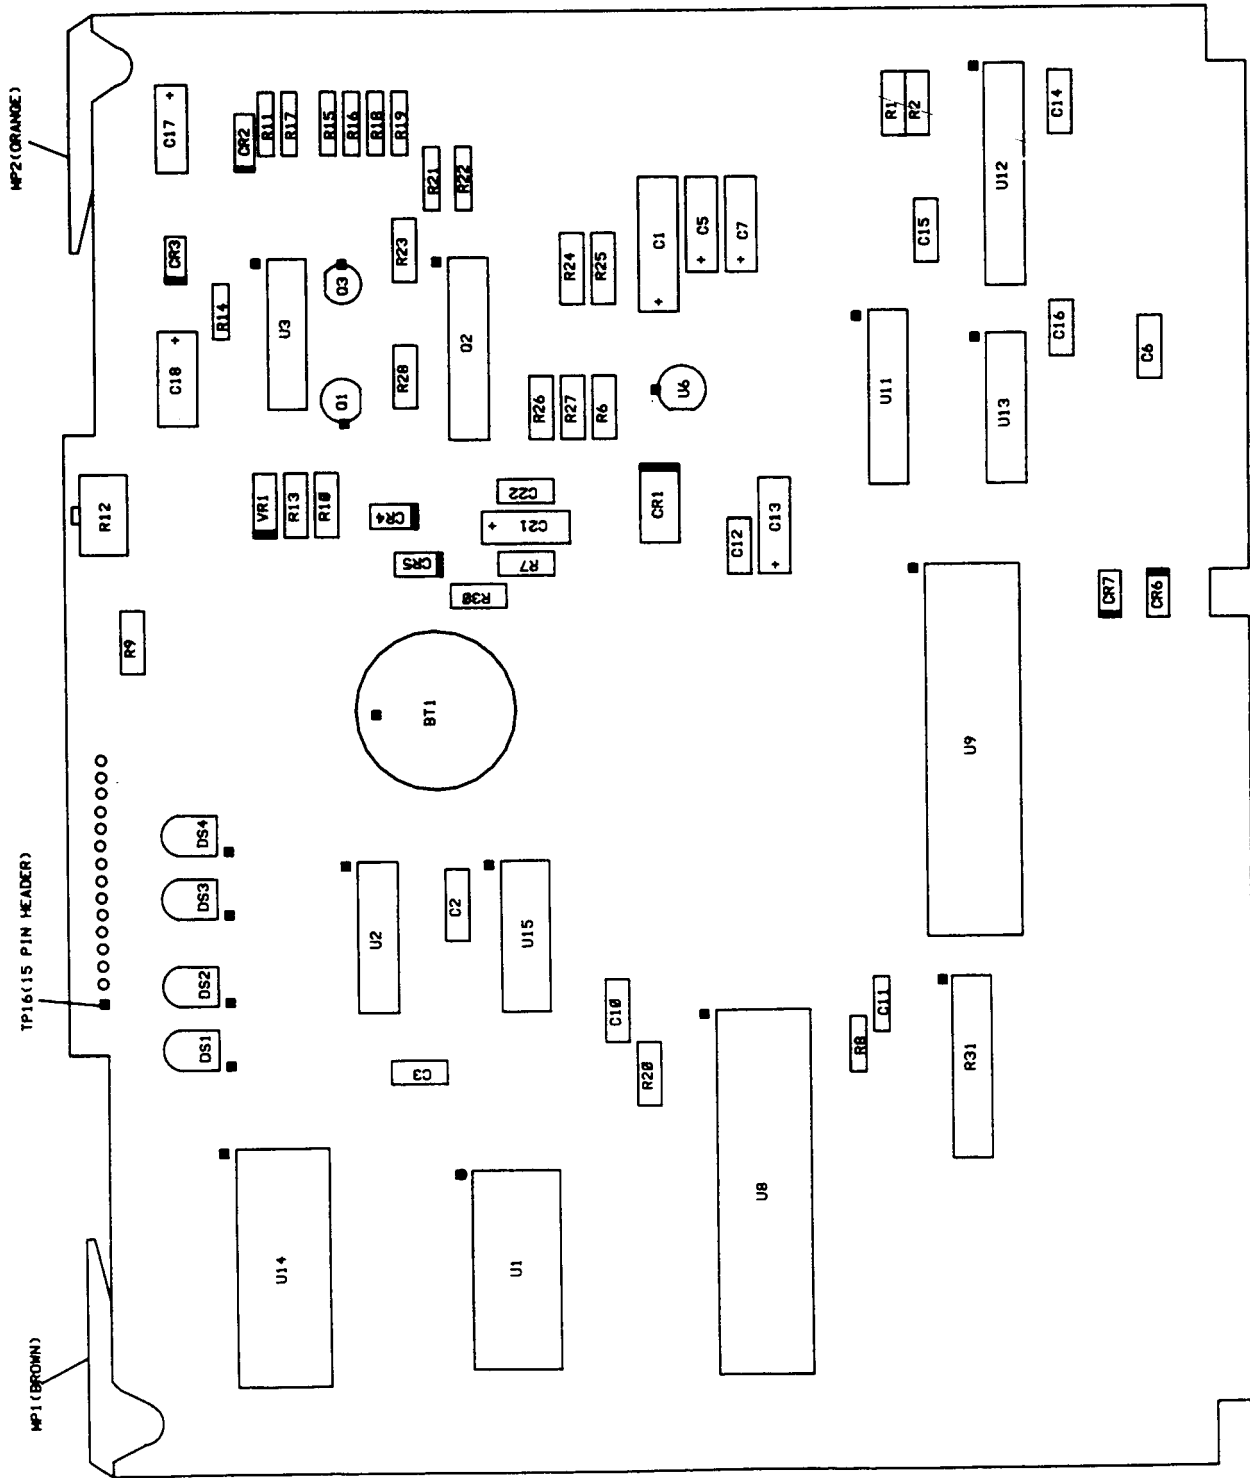 MP2(ORANGE)
C17
CR2
R11
R17
R15
R16
R18
R19
R21
R22
R1
R2
U12
C14
CR3
R14
U3
Q3
R23
R24
R25
C1
C5
C7
C15
C18
Q1
R28
Q2
R26
R27
R6
U6
U11
U13
C16
C6
R12
VR1
R13
R10
CR4
CR5
C22
C21
R7
R30
CR1
C12
C13
CR7
CR6
R9
BT1
U9
TP16(15 PIN HEADER)
DS4
DS3
DS2
DS1
U2
C2
U15
C3
C10
R20
R8
C11
R31
MP1(BROWN)
U14
U1
U8